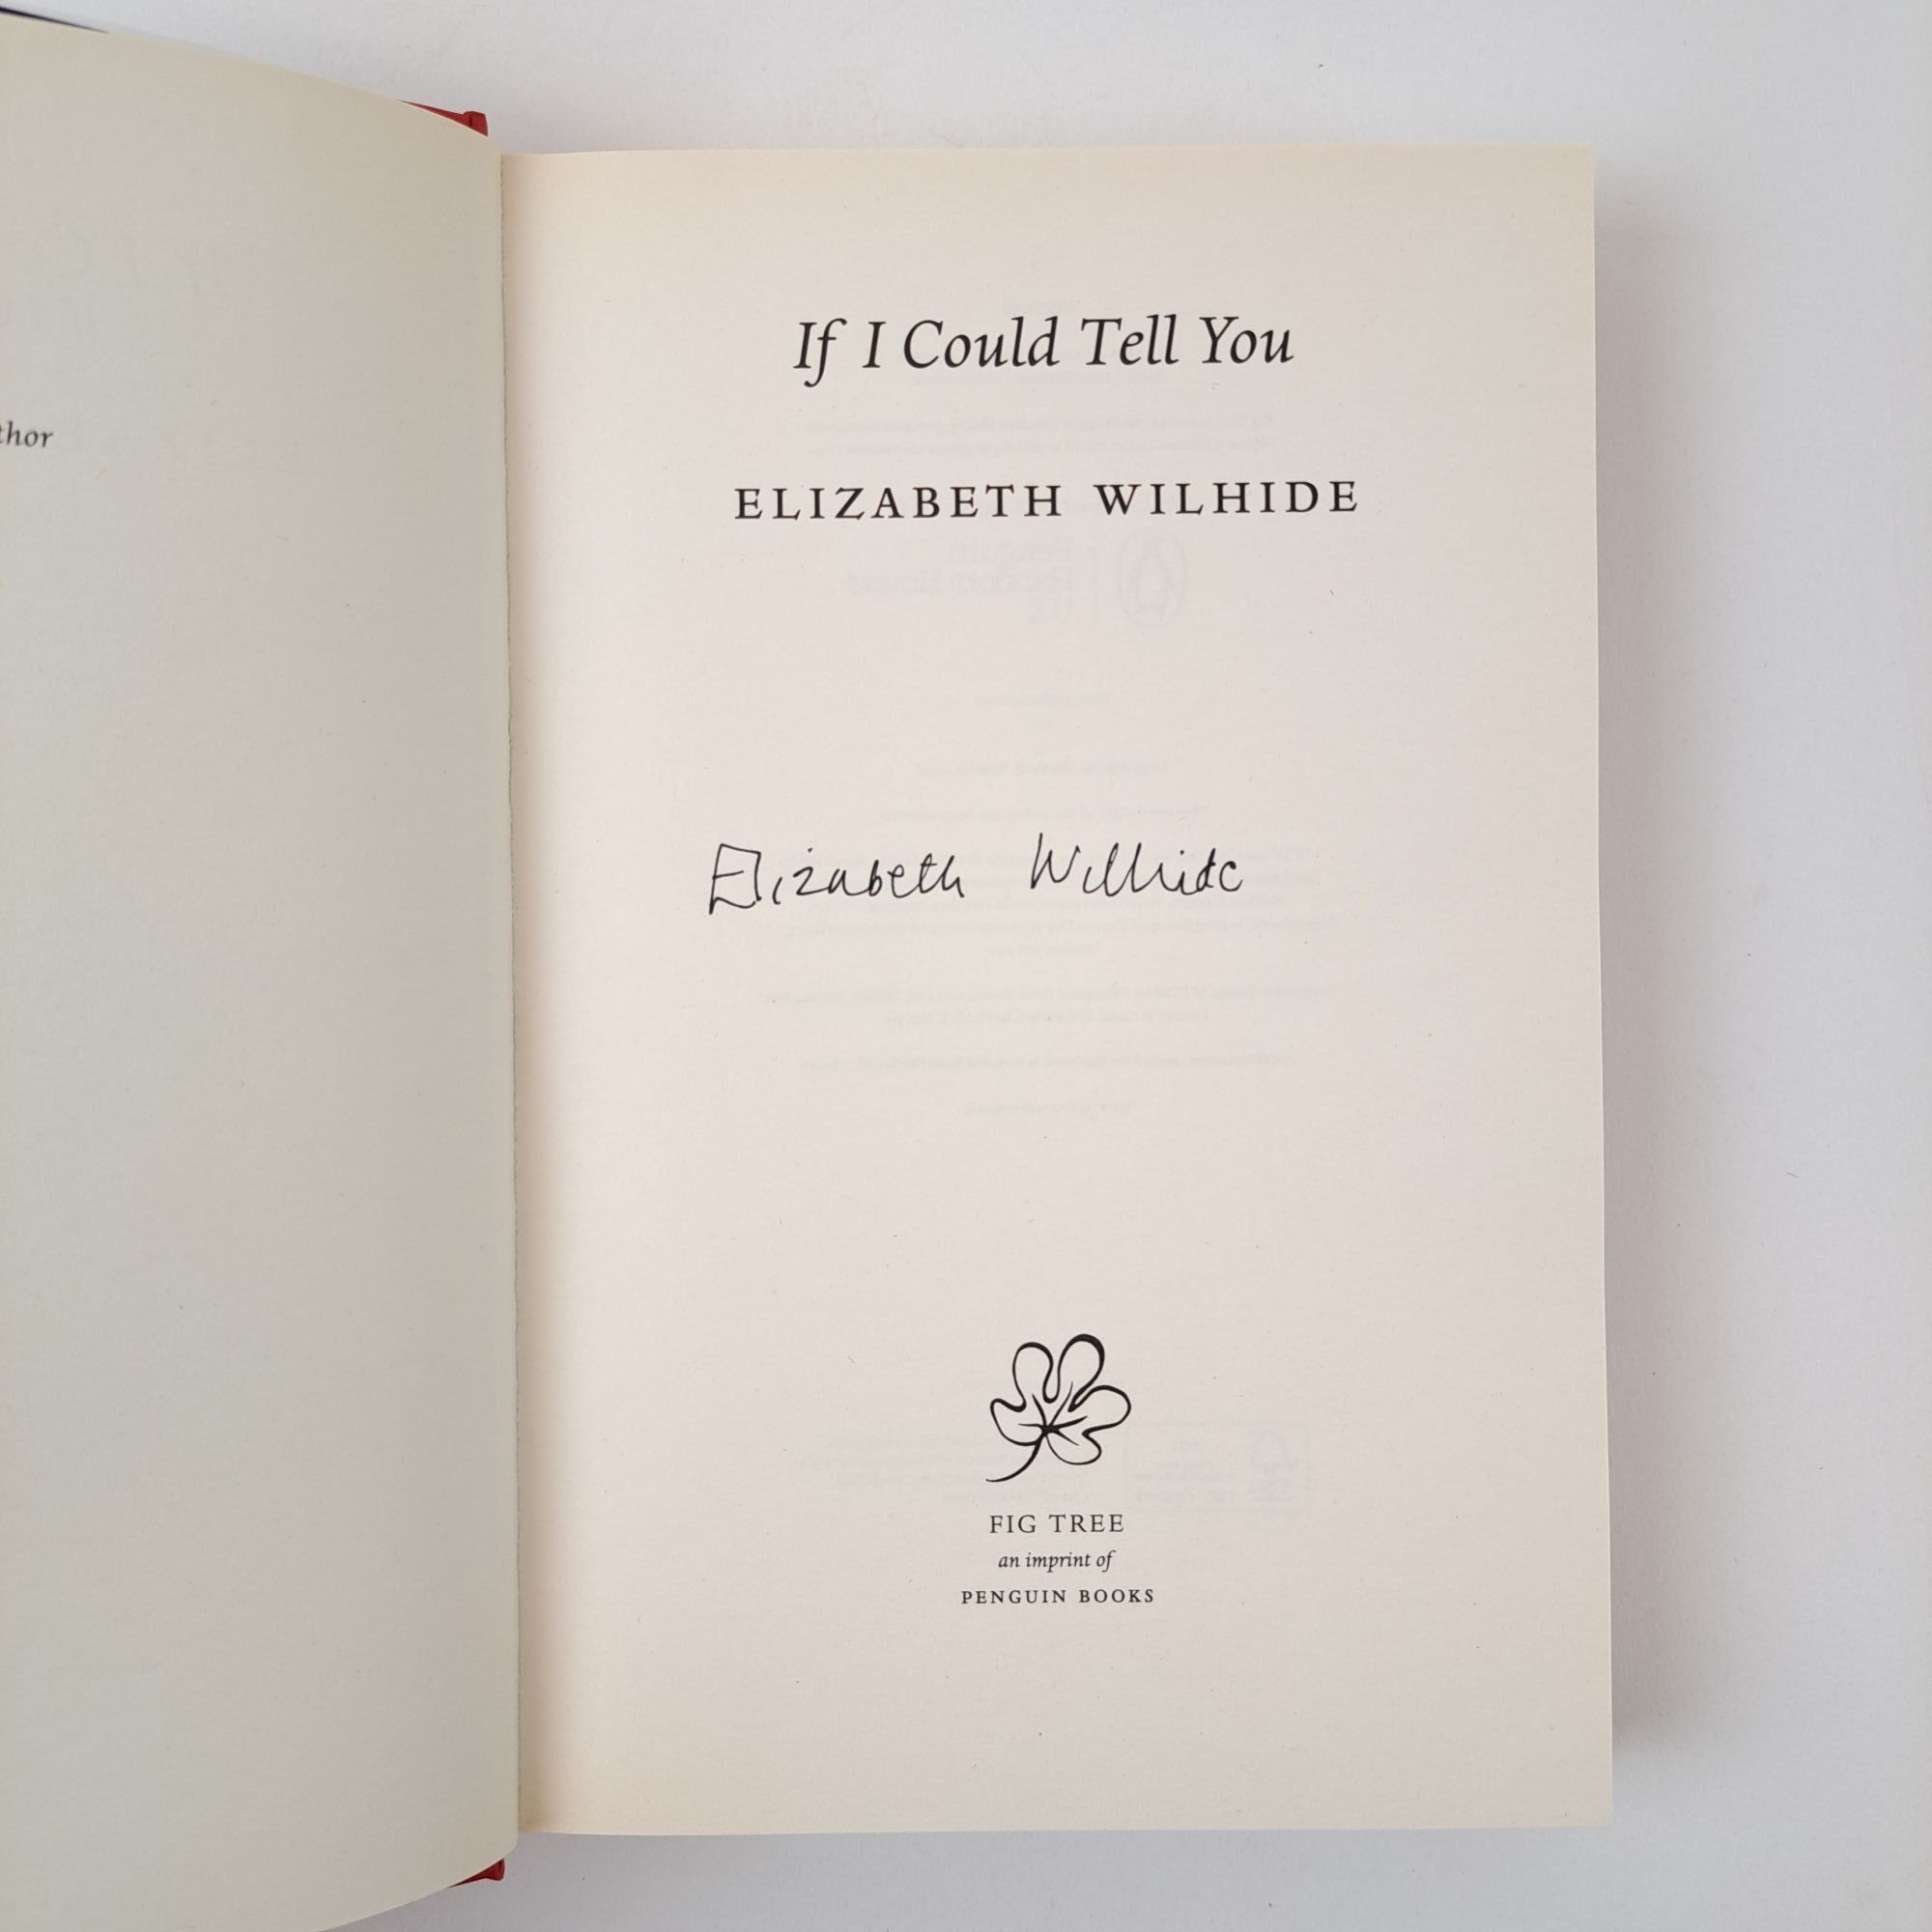 thor
If I Could Tell You
ELIZABETH WILHIDE
Elizabeth Wilhide
FIG TREE
an imprint of
PENGUIN BOOKS